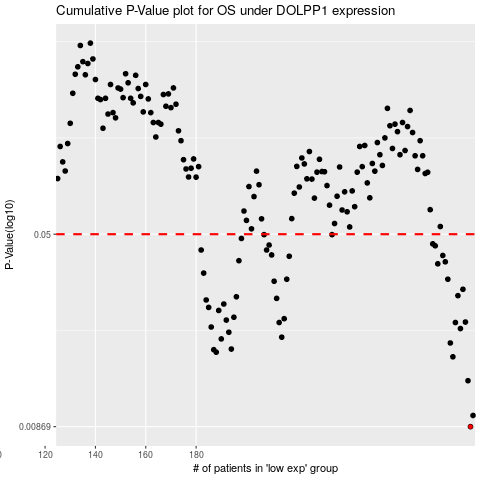 Cumulative P-Value plot for OS under DOLPP1 expression
P-Value(log10)
0.05
0.00869
0
120
140
160
180
# of patients in 'low exp' group